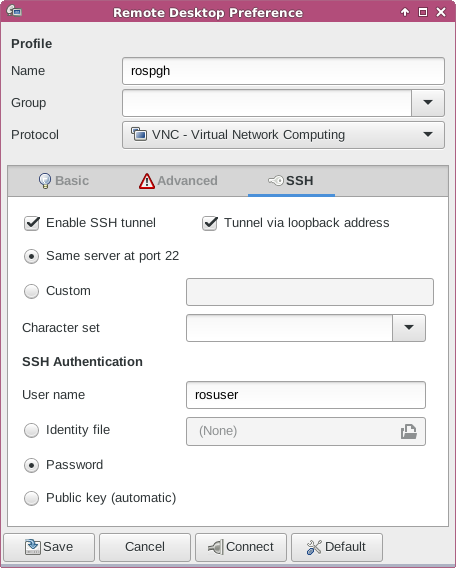 Remote Desktop Preference
Profile
Name rospgh
Group
Protocol VNC - Virtual Network Computing
Basic Advanced SSH
Enable SSH tunnel Tunnel via loopback address
Same server at port 22
Custom
Character set
SSH Authentication
User name rosuser
Identity file (None)
Password
Public key (automatic)
Save Cancel Connect Default